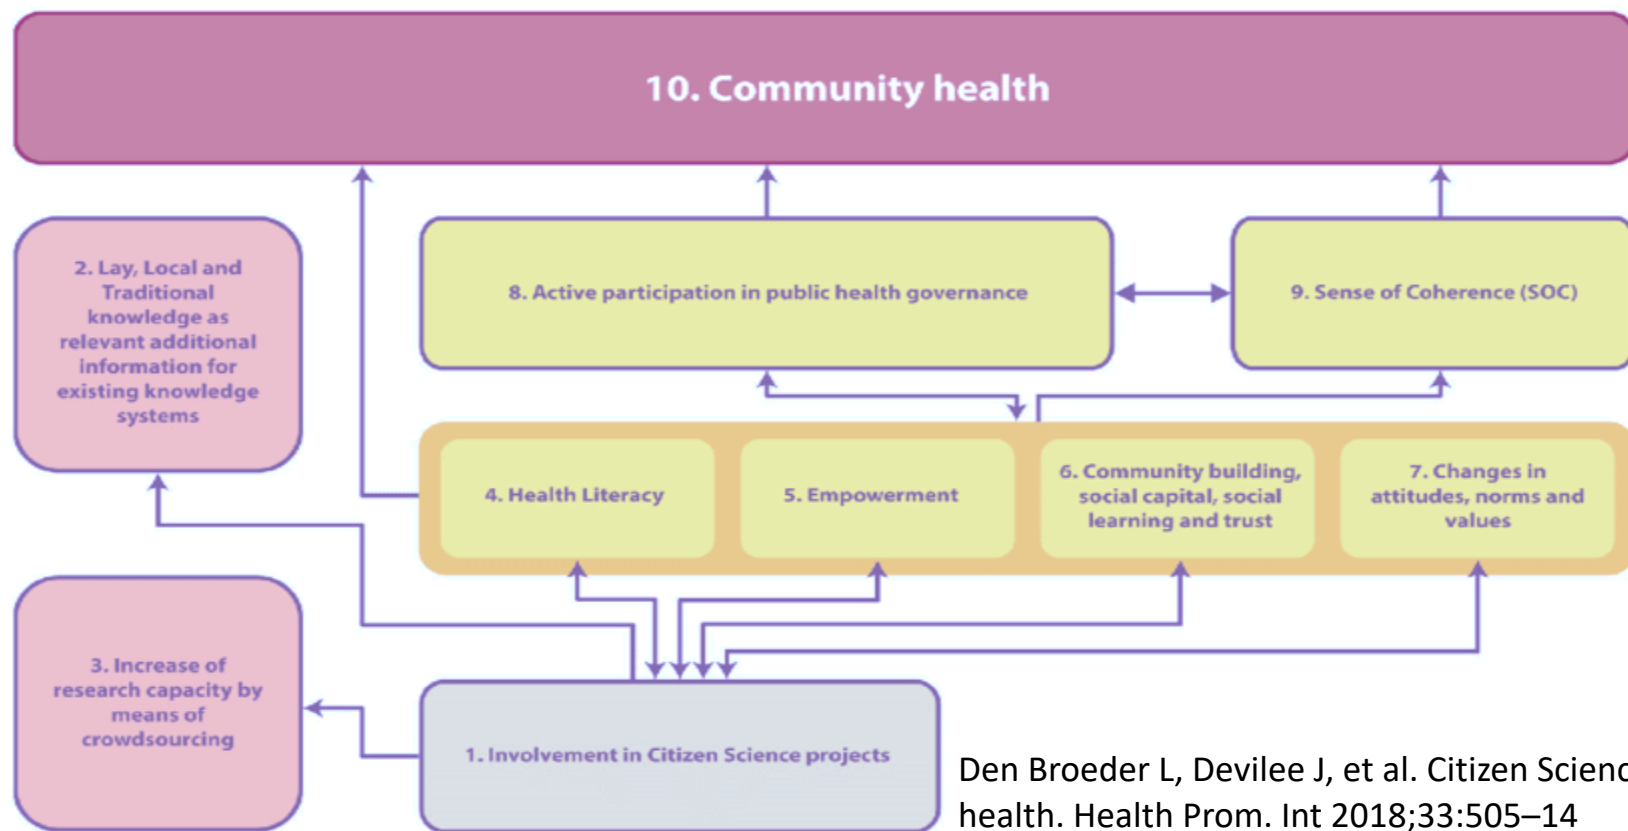 10. Community health
2. Lay, Local and
Traditional
knowledge as
relevant additional
information for
existing knowledge
systems
8. Active participation in public health governance
9. Sense of Coherence (SOC)
4. Health Literacy
5. Empowerment
6. Community building,
social capital, social
learning and trust
7. Changes in
attitudes, norms and
values
3. Increase of
research capacity by
means of
crowdsourcing
1. Involvement in Citizen Science projects
Den Broeder L, Devilee J, et al. Citizen
health. Health Prom. Int 2018;33:505–14